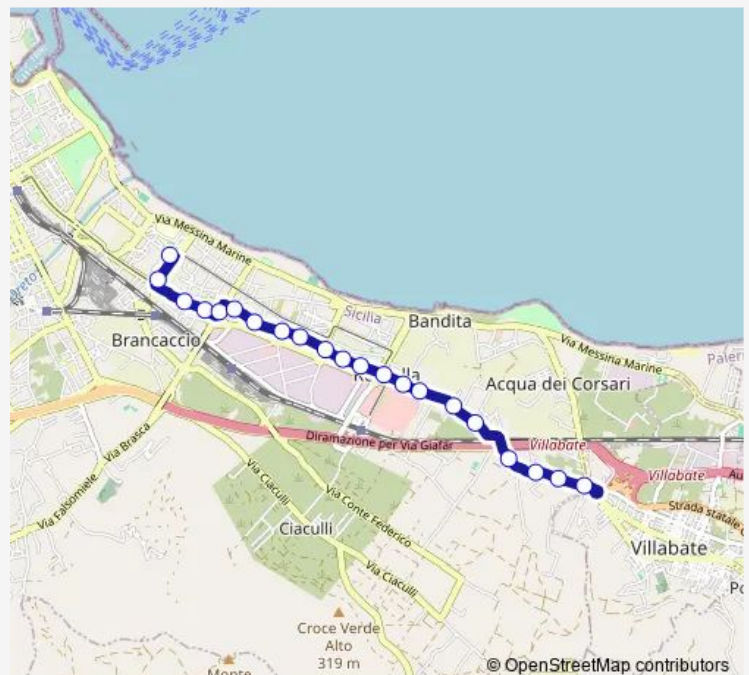 Via Messina Marine
Sicilia
Bandita
Brancaccio
Via Messina Marine
Acqua dei Corsari
Diramazione per Via Giafar
Villabate
Villabate
Via Brasca
Via Falsomiele
Via Ciaculli
Via Conte Federico
Strada statale
Ciaculli
Villabate
Via Ciaculli
Croce Verde
Alto
319 m
Monte
© OpenStreetMap contributors